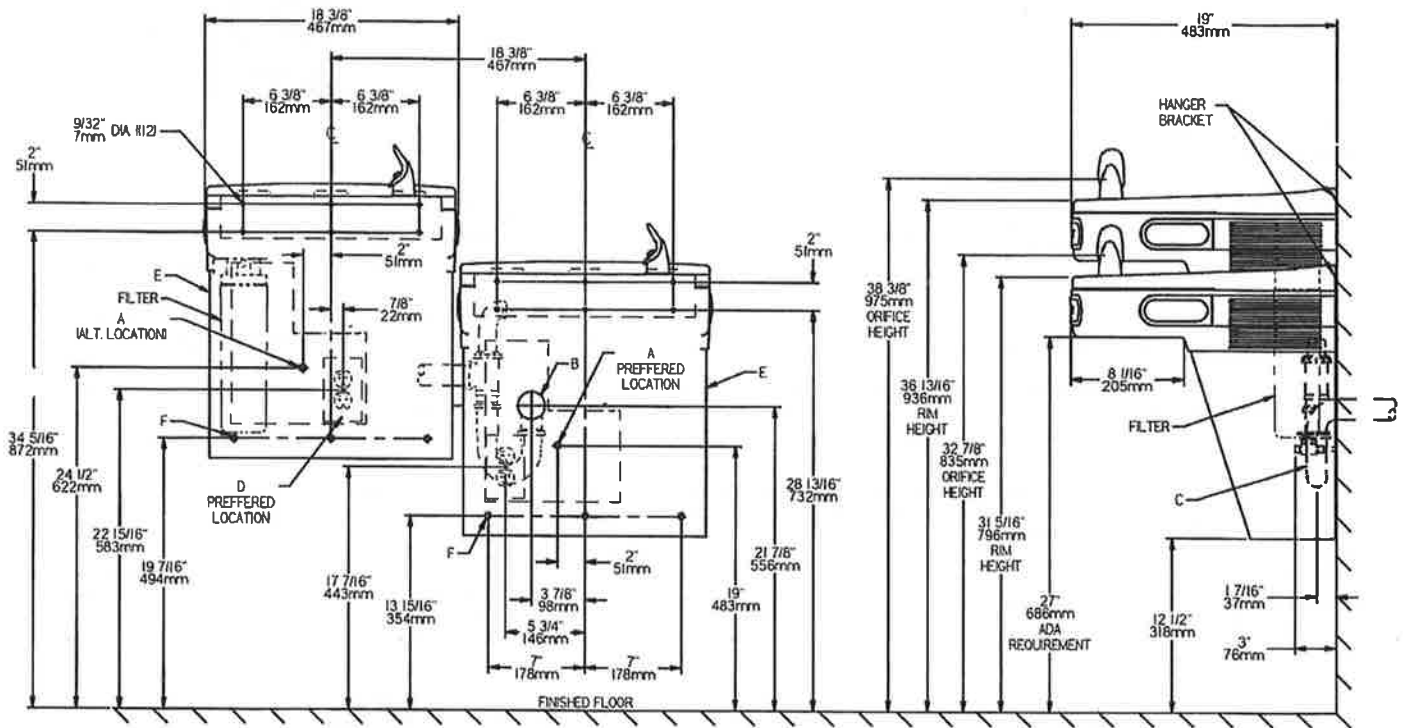 18 3/8"
467mm
18 3/8"
467mm
6 3/8"
162mm
6 3/8"
162mm
6 3/8"
162mm
6 3/8"
162mm
9/32"
7mm DIA. (12)
2"
51mm
℄
℄
2"
51mm
2"
51mm
E
FILTER
A
(ALT. LOCATION)
7/8"
22mm
A
PREFFERED
LOCATION
B
E
F
34 5/16"
872mm
24 1/2"
622mm
22 15/16"
583mm
19 7/16"
494mm
D
PREFFERED
LOCATION
17 7/16"
443mm
F
13 15/16"
354mm
2"
51mm
3 7/8"
98mm
5 3/4"
146mm
7"
178mm
7"
178mm
19"
483mm
21 7/8"
556mm
28 13/16"
732mm
FINISHED FLOOR
19"
483mm
HANGER
BRACKET
38 3/8"
975mm
ORIFICE
HEIGHT
36 13/16"
936mm
RIM
HEIGHT
32 7/8"
835mm
ORIFICE
HEIGHT
31 5/16"
796mm
RIM
HEIGHT
8 1/16"
205mm
FILTER
C
27"
686mm
ADA
REQUIREMENT
12 1/2"
318mm
1 7/16"
37mm
3"
76mm